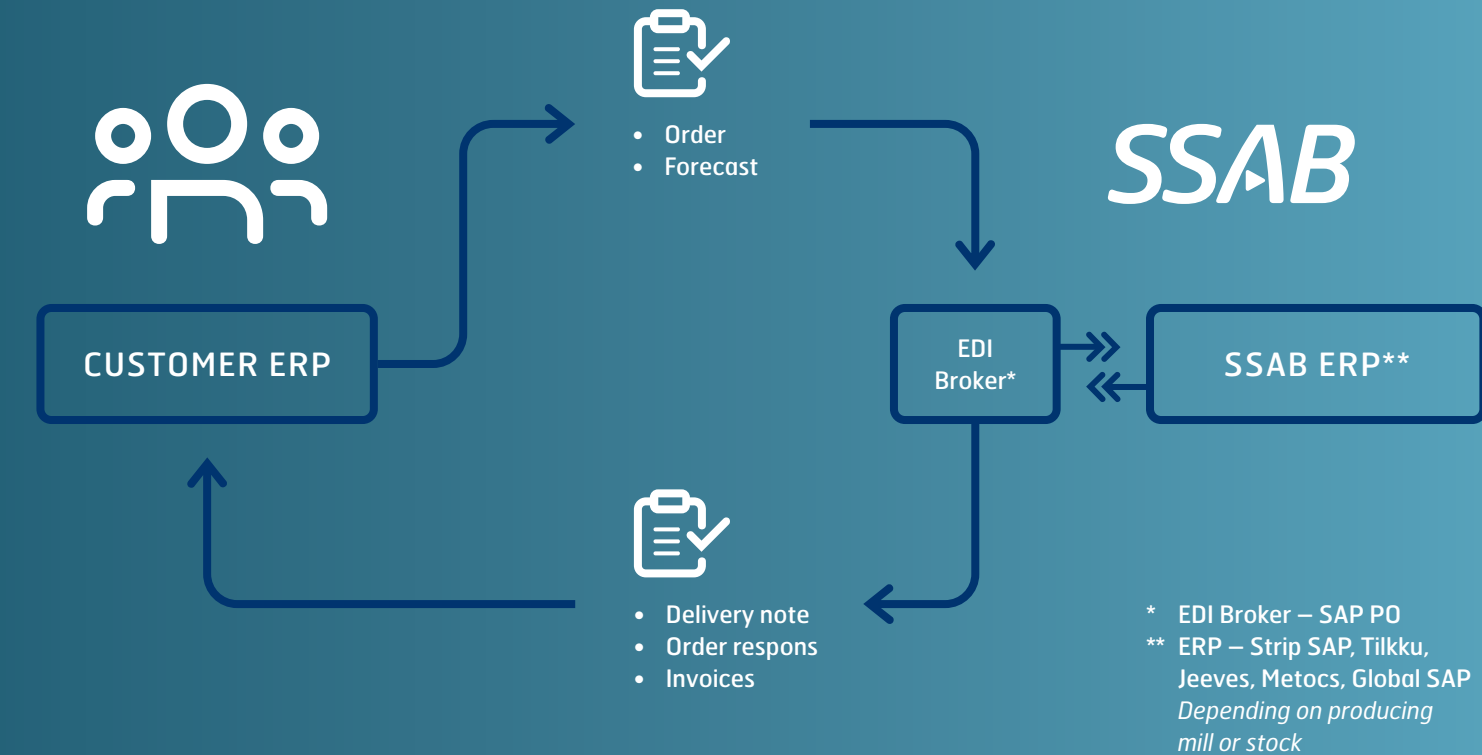 • Order
• Forecast
SSAB
CUSTOMER ERP
EDI
Broker*
SSAB ERP**
• Delivery note
• Order respons
• Invoices
* EDI Broker – SAP PO
** ERP – Strip SAP, Tilkku,
Jeeves, Metocs, Global SAP
Depending on producing
mill or stock